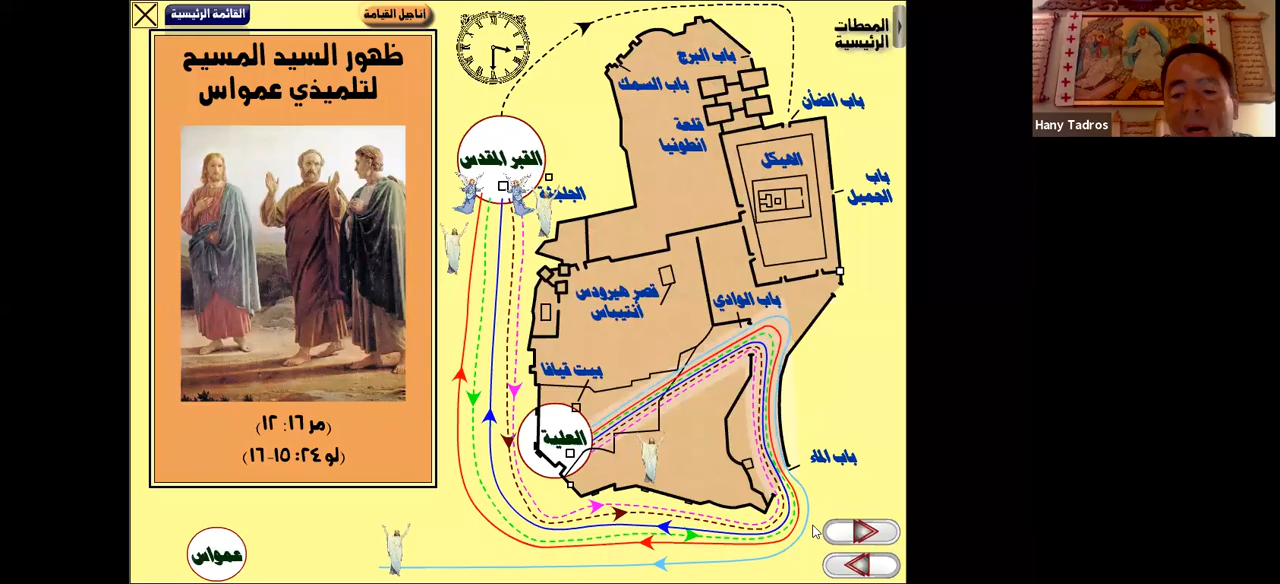 القائمة الرئيسية
أناجيل القيامة
ظهور السيد المسيح
لتلميذي عمواس
(مر ١٦: ١٢)
(لو ٢٤: ١٥-١٦)
عمواس
المحطات
الرئيسية
باب البرج
باب السمك
باب الضأن
قلعة
انطونيا
الهيكل
باب
الجميل
القبر المقدس
الجلجثة
قصر هيرودس
أنتيباس
باب الوادي
بيت قيافا
العلية
باب الماء
Hany Tadros